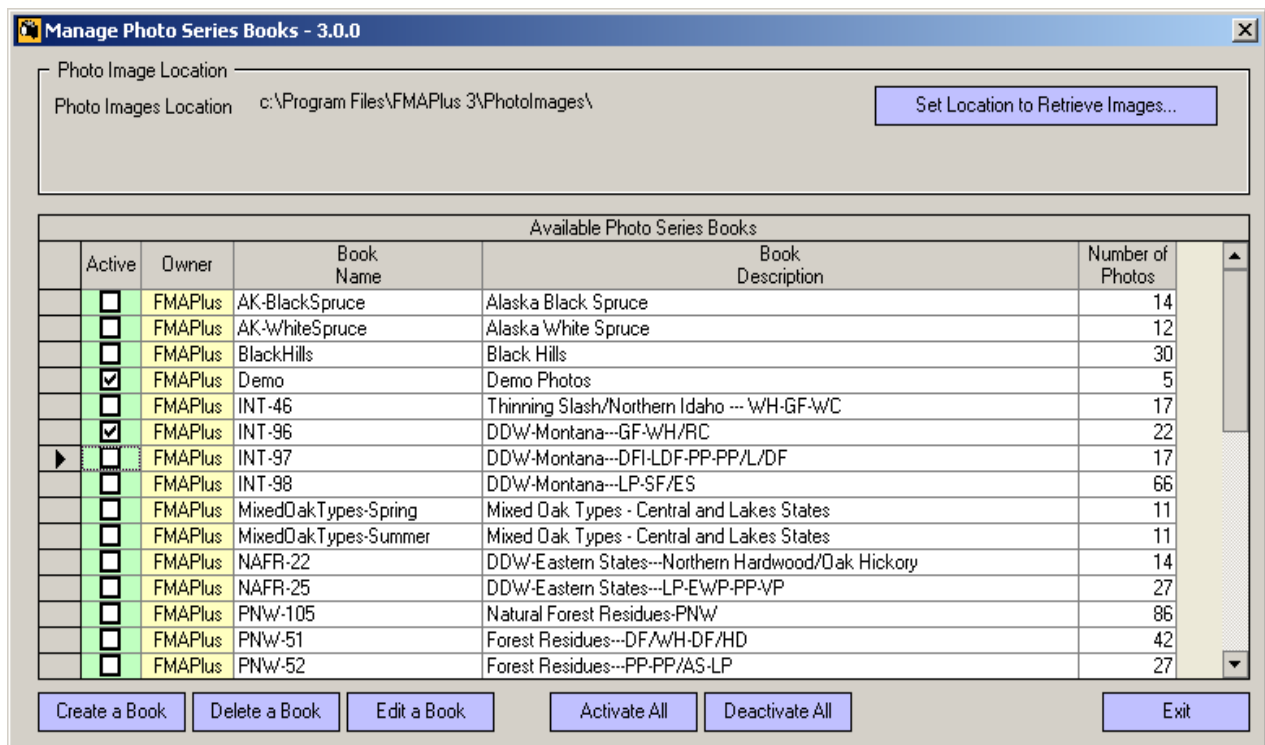 Manage Photo Series Books - 3.0.0
Photo Image Location
Photo Images Location c:\Program Files\FMAPlus 3\PhotoImages\ Set Location to Retrieve Images...
Available Photo Series Books
Active Owner Book Name Book Description Number of Photos
FMAPlus AK-BlackSpruce Alaska Black Spruce 14
FMAPlus AK-WhiteSpruce Alaska White Spruce 12
FMAPlus BlackHills Black Hills 30
FMAPlus Demo Demo Photos 5
FMAPlus INT-46 Thinning Slash/Northern Idaho --- WH-GF-WC 17
FMAPlus INT-96 DDW-Montana---GF-WH/RC 22
FMAPlus INT-97 DDW-Montana---DFI-LDF-PP-PP/L/DF 17
FMAPlus INT-98 DDW-Montana---LP-SF/ES 66
FMAPlus MixedOakTypes-Spring Mixed Oak Types - Central and Lakes States 11
FMAPlus MixedOakTypes-Summer Mixed Oak Types - Central and Lakes States 11
FMAPlus NAFR-22 DDW-Eastern States---Northern Hardwood/Oak Hickory 14
FMAPlus NAFR-25 DDW-Eastern States---LP-EWP-PP-VP 27
FMAPlus PNW-105 Natural Forest Residues-PNW 86
FMAPlus PNW-51 Forest Residues---DF/WH-DF/HD 42
FMAPlus PNW-52 Forest Residues---PP-PP/AS-LP 27
Create a Book Delete a Book Edit a Book Activate All Deactivate All Exit